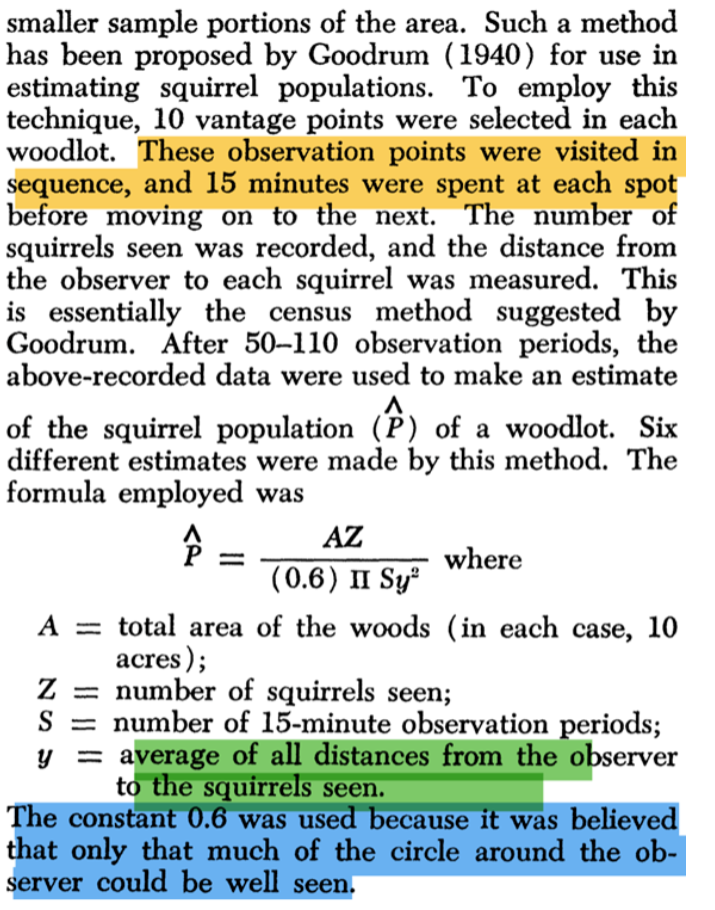 smaller sample portions of the area. Such a method
has been proposed by Goodrum (1940) for use in
estimating squirrel populations. To employ this
technique, 10 vantage points were selected in each
woodlot. These observation points were visited in
sequence, and 15 minutes were spent at each spot
before moving on to the next. The number of
squirrels seen was recorded, and the distance from
the observer to each squirrel was measured. This
is essentially the census method suggested by
Goodrum. After 50–110 observation periods, the
above-recorded data were used to make an estimate
of the squirrel population (P̂) of a woodlot. Six
different estimates were made by this method. The
formula employed was
P̂ = AZ / (0.6) Π Sy² where
A = total area of the woods (in each case, 10
acres);
Z = number of squirrels seen;
S = number of 15-minute observation periods;
y = average of all distances from the observer
to the squirrels seen.
The constant 0.6 was used because it was believed
that only that much of the circle around the ob-
server could be well seen.